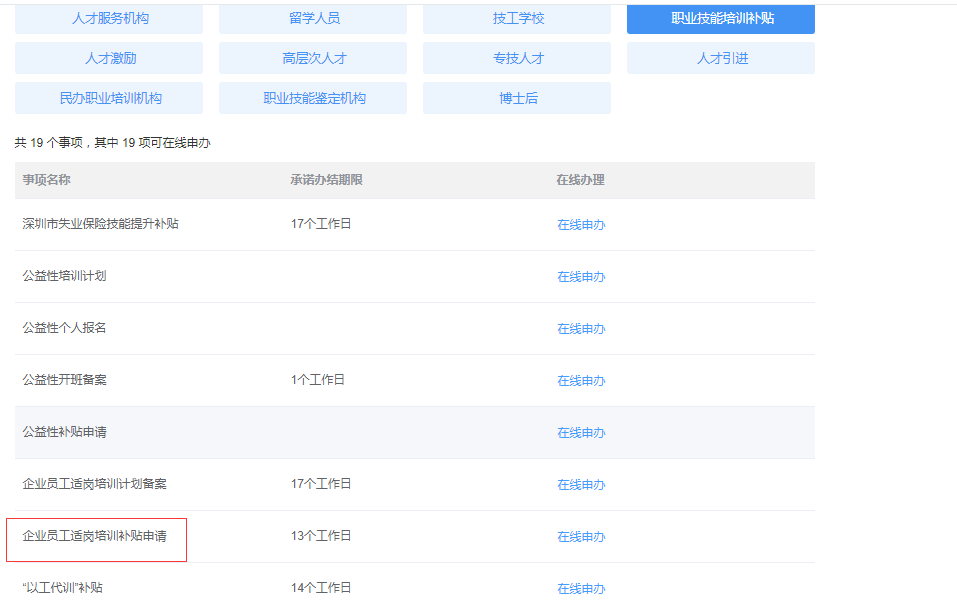 人才服务机构 留学人员 技工学校 职业技能培训补贴
人才激励 高层次人才 专技人才 人才引进
民办职业培训机构 职业技能鉴定机构 博士后
共 19 个事项，其中 19 项可在线申办
事项名称 承诺办结期限 在线办理
深圳市失业保险技能提升补贴 17个工作日 在线申办
公益性培训计划 在线申办
公益性个人报名 在线申办
公益性开班备案 1个工作日 在线申办
公益性补贴申请 在线申办
企业员工适岗培训计划备案 17个工作日 在线申办
企业员工适岗培训补贴申请 13个工作日 在线申办
“以工代训”补贴 14个工作日 在线申办